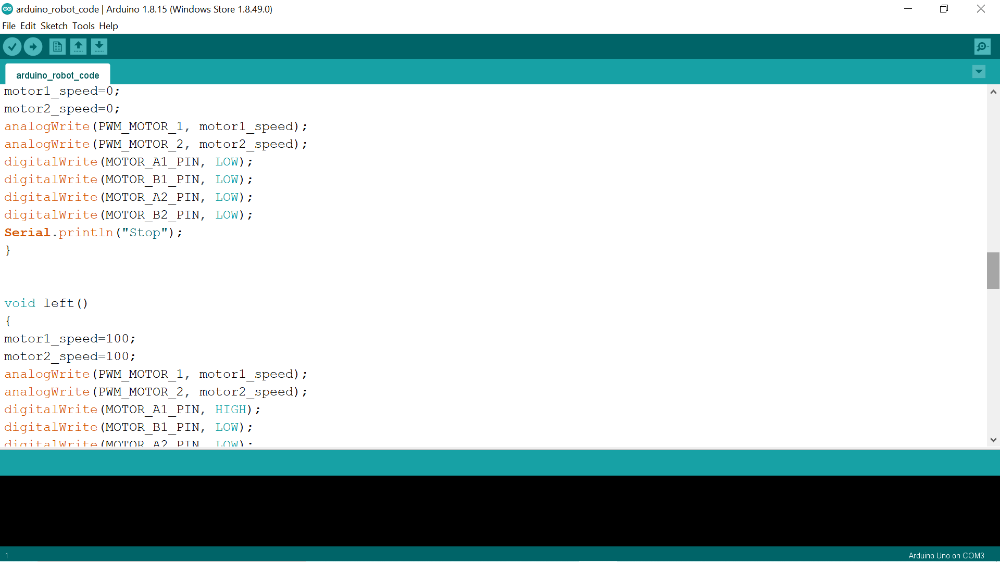 arduino_robot_code | Arduino 1.8.15 (Windows Store 1.8.49.0)
File Edit Sketch Tools Help
arduino_robot_code
motor1_speed=0;
motor2_speed=0;
analogWrite(PWM_MOTOR_1, motor1_speed);
analogWrite(PWM_MOTOR_2, motor2_speed);
digitalWrite(MOTOR_A1_PIN, LOW);
digitalWrite(MOTOR_B1_PIN, LOW);
digitalWrite(MOTOR_A2_PIN, LOW);
digitalWrite(MOTOR_B2_PIN, LOW);
Serial.println("Stop");
}
void left()
{
motor1_speed=100;
motor2_speed=100;
analogWrite(PWM_MOTOR_1, motor1_speed);
analogWrite(PWM_MOTOR_2, motor2_speed);
digitalWrite(MOTOR_A1_PIN, HIGH);
digitalWrite(MOTOR_B1_PIN, LOW);
digitalWrite(MOTOR_A2_PIN, LOW);
1
Arduino Uno on COM3